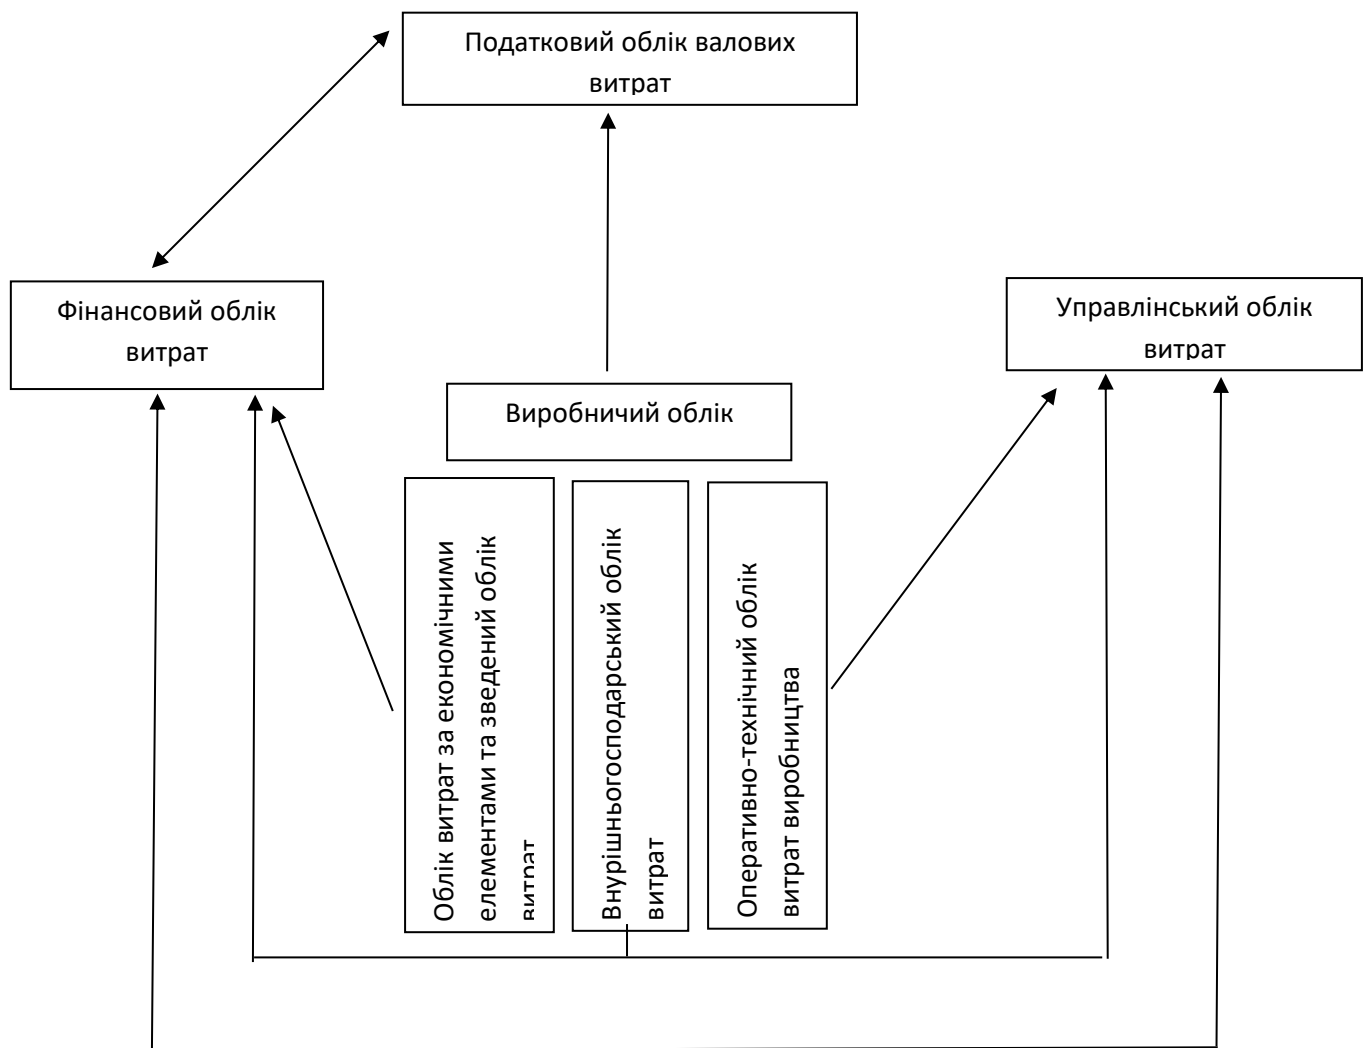 Податковий облік валових
витрат
Фінансовий облік
витрат
Управлінський облік
витрат
Виробничий облік
Облік витрат за економічними
елементами та зведений облік
витрат
Внурішньогосподарський облік
витрат
Оперативно-технічний облік
витрат виробництва